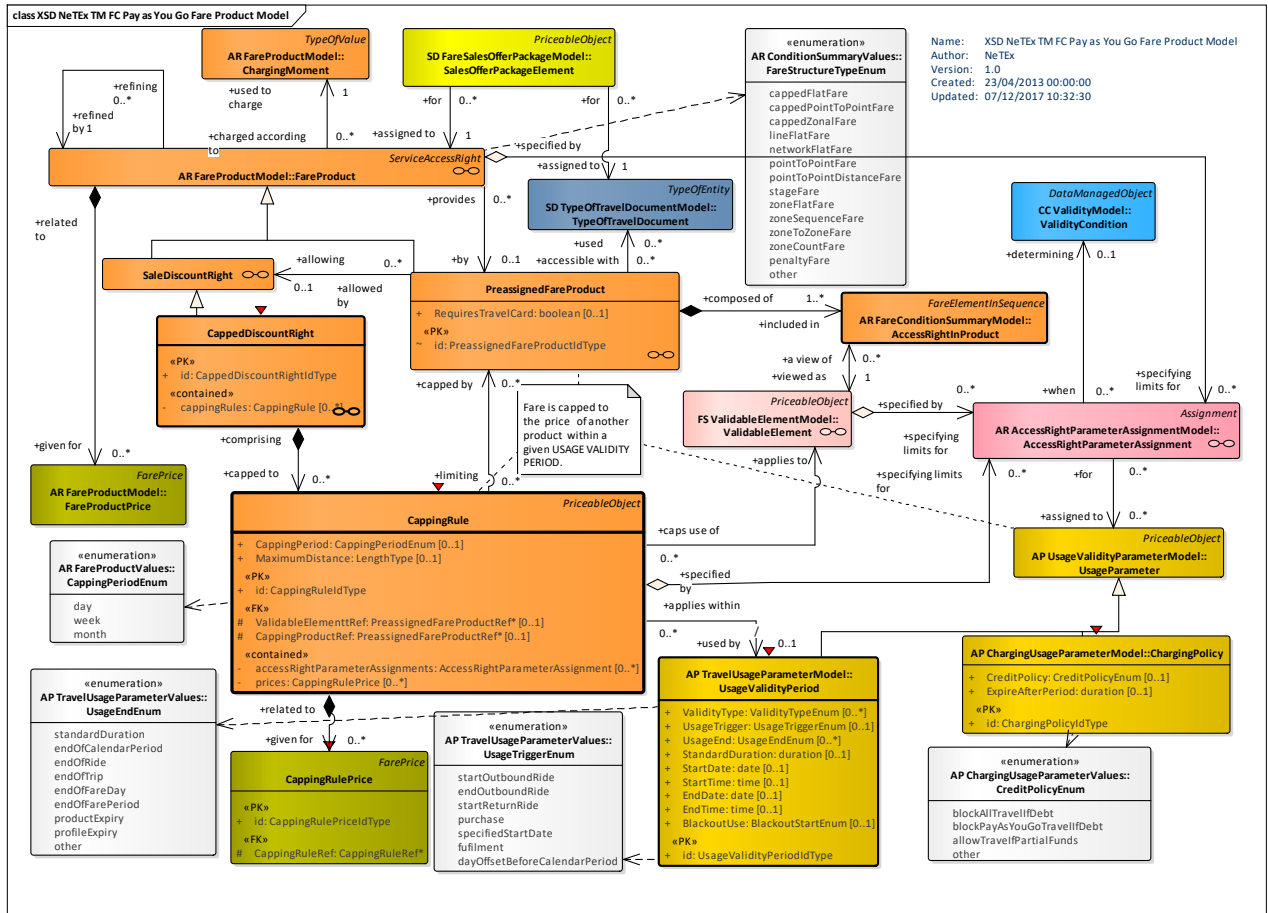 class XSD NeTEx TM FC Pay as You Go Fare Product Model
Name: XSD NeTEx TM FC Pay as You Go Fare Product Model
Author: NeTEx
Version: 1.0
Created: 23/04/2013 00:00:00
Updated: 07/12/2017 10:32:30
TypeOfValue
AR FareProductModel::
ChargingMoment
PriceableObject
SD FareSalesOfferPackageModel::
SalesOfferPackageElement
«enumeration»
AR ConditionSummaryValues::
FareStructureTypeEnum
cappedFlatFare
cappedPointToPointFare
cappedZonalFare
lineFlatFare
networkFlatFare
pointToPointFare
pointToPointDistanceFare
stageFare
zoneFlatFare
zoneSequenceFare
zoneToZoneFare
zoneCountFare
penaltyFare
other
+refining
0..*
+refined
by 1
+used to
charge
1
+charged according
to
0..*
+for
0..*
+assigned to
1
+for
+assigned to
1
+specified by
ServiceAccessRight
AR FareProductModel::FareProduct
TypeOfEntity
SD TypeOfTravelDocumentModel::
TypeOfTravelDocument
DataManagedObject
CC ValidityModel::
ValidityCondition
+related
to
+provides
0..*
+by
0..1
+used
0..*
+accessible with
0..*
+determining
0..1
SaleDiscountRight
+allowing
0..*
0..1
+allowed
by
PreassignedFareProduct
+ RequiresTravelCard: boolean [0..1]
«PK»
~ id: PreassignedFareProductIdType
+composed of
1..*
+included in
FareElementInSequence
AR FareConditionSummaryModel::
AccessRightInProduct
CappedDiscountRight
«PK»
+ id: CappedDiscountRightIdType
«contained»
- cappingRules: CappingRule [0..*]
+capped by
0..*
Fare is capped to
the price of another
product within a
given USAGE VALIDITY
PERIOD.
+a view of
0..*
+viewed as
1
PriceableObject
FS ValidableElementModel::
ValidableElement
0..*
+specified by
+when
0..*
+specifying
limits for
Assignment
AR AccessRightParameterAssignmentModel::
AccessRightParameterAssignment
+specifying
limits for
+specifying limits
for
0..*
0..*
+given for
0..*
+comprising
+capped to
0..*
+limiting
0..*
+applies to
+for
+assigned to
0..*
FarePrice
AR FareProductModel::
FareProductPrice
PriceableObject
CappingRule
+ CappingPeriod: CappingPeriodEnum [0..1]
+ MaximumDistance: LengthType [0..1]
«PK»
+ id: CappingRuleIdType
«FK»
# ValidableElementtRef: PreassignedFareProductRef* [0..1]
# CappingProductRef: PreassignedFareProductRef* [0..1]
«contained»
- accessRightParameterAssignments: AccessRightParameterAssignment [0..*]
- prices: CappingRulePrice [0..*]
+caps use of
0..*
+specified
by
+applies within
0..*
+used by
0..1
PriceableObject
AP UsageValidityParameterModel::
UsageParameter
«enumeration»
AR FareProductValues::
CappingPeriodEnum
day
week
month
AP ChargingUsageParameterModel::ChargingPolicy
+ CreditPolicy: CreditPolicyEnum [0..1]
+ ExpireAfterPeriod: duration [0..1]
«PK»
+ id: ChargingPolicyIdType
«enumeration»
AP TravelUsageParameterValues::
UsageEndEnum
standardDuration
endOfCalendarPeriod
endOfRide
endOfTrip
endOfFareDay
endOfFarePeriod
productExpiry
profileExpiry
other
+related to
+given for
0..*
FarePrice
CappingRulePrice
«PK»
+ id: CappingRulePriceIdType
«FK»
# CappingRuleRef: CappingRuleRef*
«enumeration»
AP TravelUsageParameterValues::
UsageTriggerEnum
startOutboundRide
endOutboundRide
startReturnRide
purchase
specifiedStartDate
fufilment
dayOffsetBeforeCalendarPeriod
AP TravelUsageParameterModel::
UsageValidityPeriod
+ ValidityType: ValidityTypeEnum [0..*]
+ UsageTrigger: UsageTriggerEnum [0..1]
+ UsageEnd: UsageEndEnum [0..*]
+ StandardDuration: duration [0..1]
+ StartDate: date [0..1]
+ StartTime: time [0..1]
+ EndDate: date [0..1]
+ EndTime: time [0..1]
+ BlackoutUse: BlackoutStartEnum [0..1]
«PK»
+ id: UsageValidityPeriodIdType
«enumeration»
AP ChargingUsageParameterValues::
CreditPolicyEnum
blockAllTravelIfDebt
blockPayAsYouGoTravelIfDebt
allowTravelfPartialFunds
other